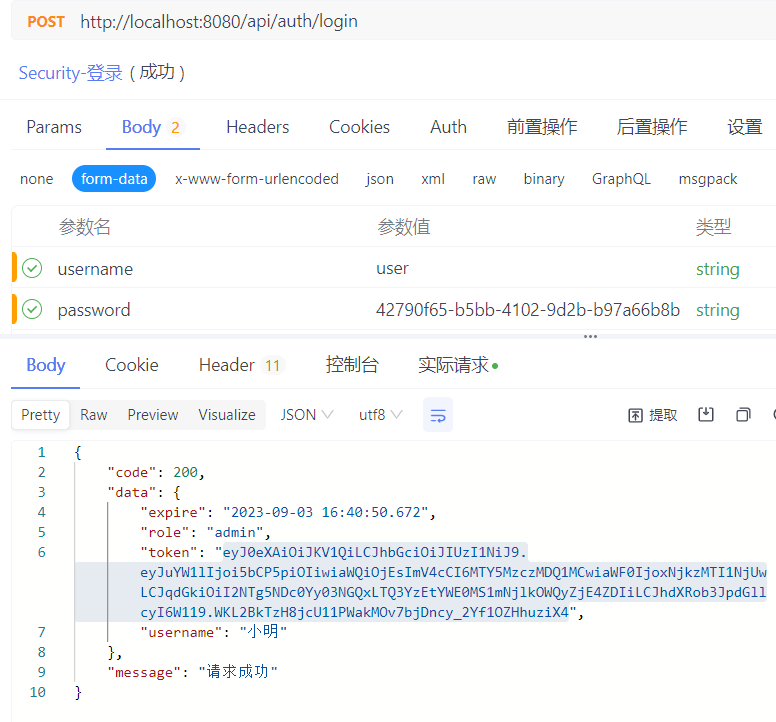 POST http://localhost:8080/api/auth/login
Security-登录 ( 成功 )
Params Body 2 Headers Cookies Auth 前置操作 后置操作 设置
none form-data x-www-form-urlencoded json xml raw binary GraphQL msgpack
参数名 参数值 类型
username user string
password 42790f65-b5bb-4102-9d2b-b97a66b8b string
Body Cookie Header 11 控制台 实际请求
Pretty Raw Preview Visualize JSON utf8 提取
1 {
2 "code": 200,
3 "data": {
4 "expire": "2023-09-03 16:40:50.672",
5 "role": "admin",
6 "token": "eyJ0eXAiOiJKV1QiLCJhbGciOiJIUzI1NiJ9.
eyJuYW1lIjoi5bCP5piOIiwiaWQiOjEsImV4cCI6MTY5MzczMDQ1MCwiaWF0IjoxNjkzMTI1NjUw
LCJqdGkiOiI2NTg5NDc0Yy03NGQxLTQ3YzEtYWE0MS1mNjlkOWQyZjE4ZDIiLCJhdXRob3JpdGll
cyI6W119.WKL2BkTzH8jcU11PWakMOv7bjDncy_2Yf1OZHhuziX4",
7 "username": "小明"
8 },
9 "message": "请求成功"
10 }